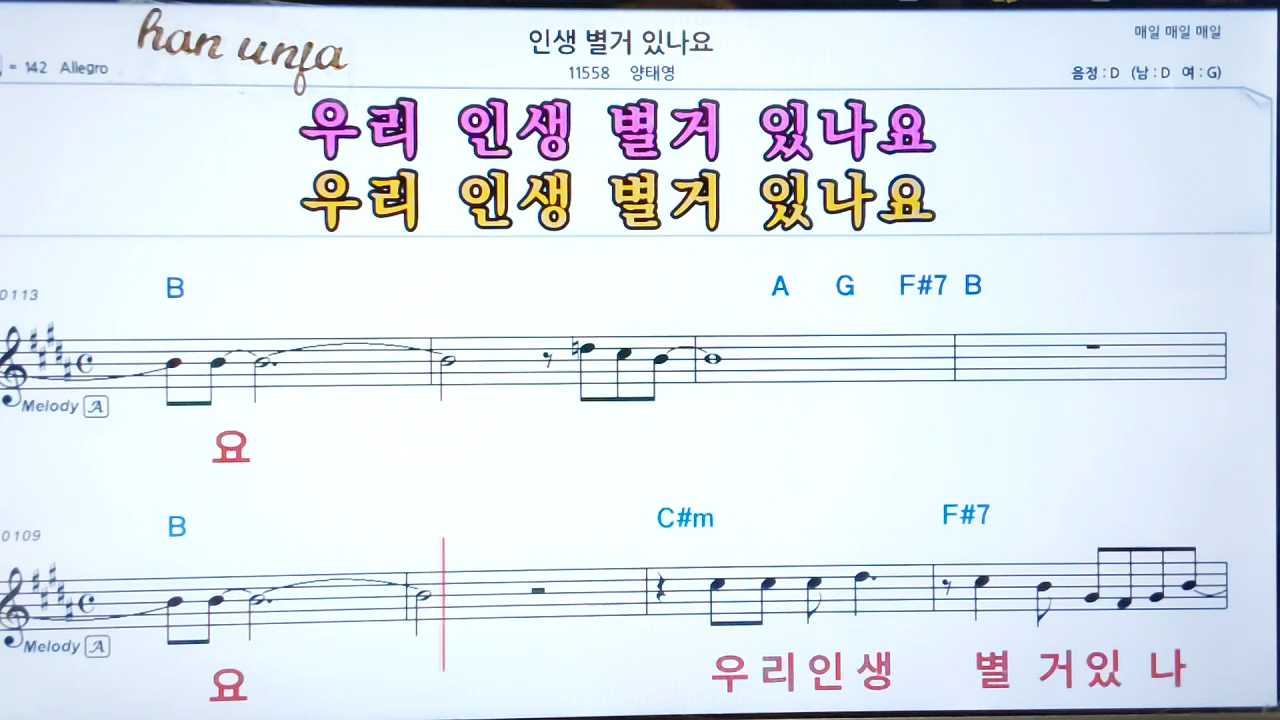 han unja
인생 별거 있나요
매일 매일 매일
= 142 Allegro
11558 양태영
음정 : D (남 : D 여 : G)
우리 인생 별거 있나요
우리 인생 별거 있나요
0113
B A G F#7 B
Melody A
요
0109
B C#m F#7
Melody A
요 우리인생 별 거있 나